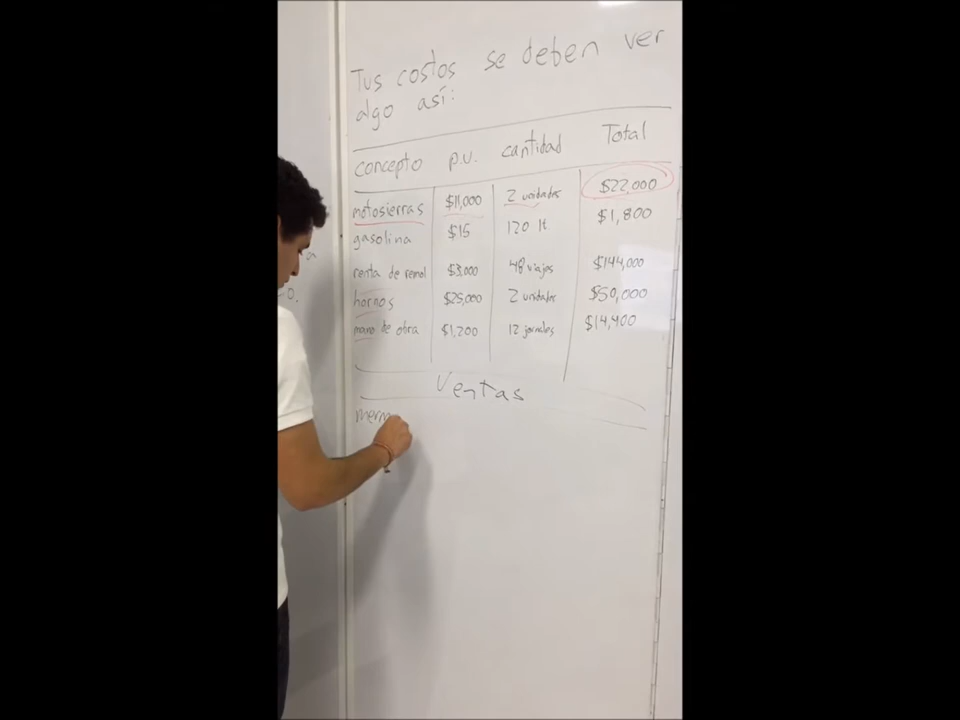 Tus costos se deben ver
algo así:
concepto p.u. cantidad Total
motosierras $11,000 2 unidades $22,000
gasolina $15 120 lt $1,800
renta de remol $3,000 48 viajes $144,000
hornos $25,000 2 unidades $50,000
mano de obra $1,200 12 jornales $14,400
Ventas
merm